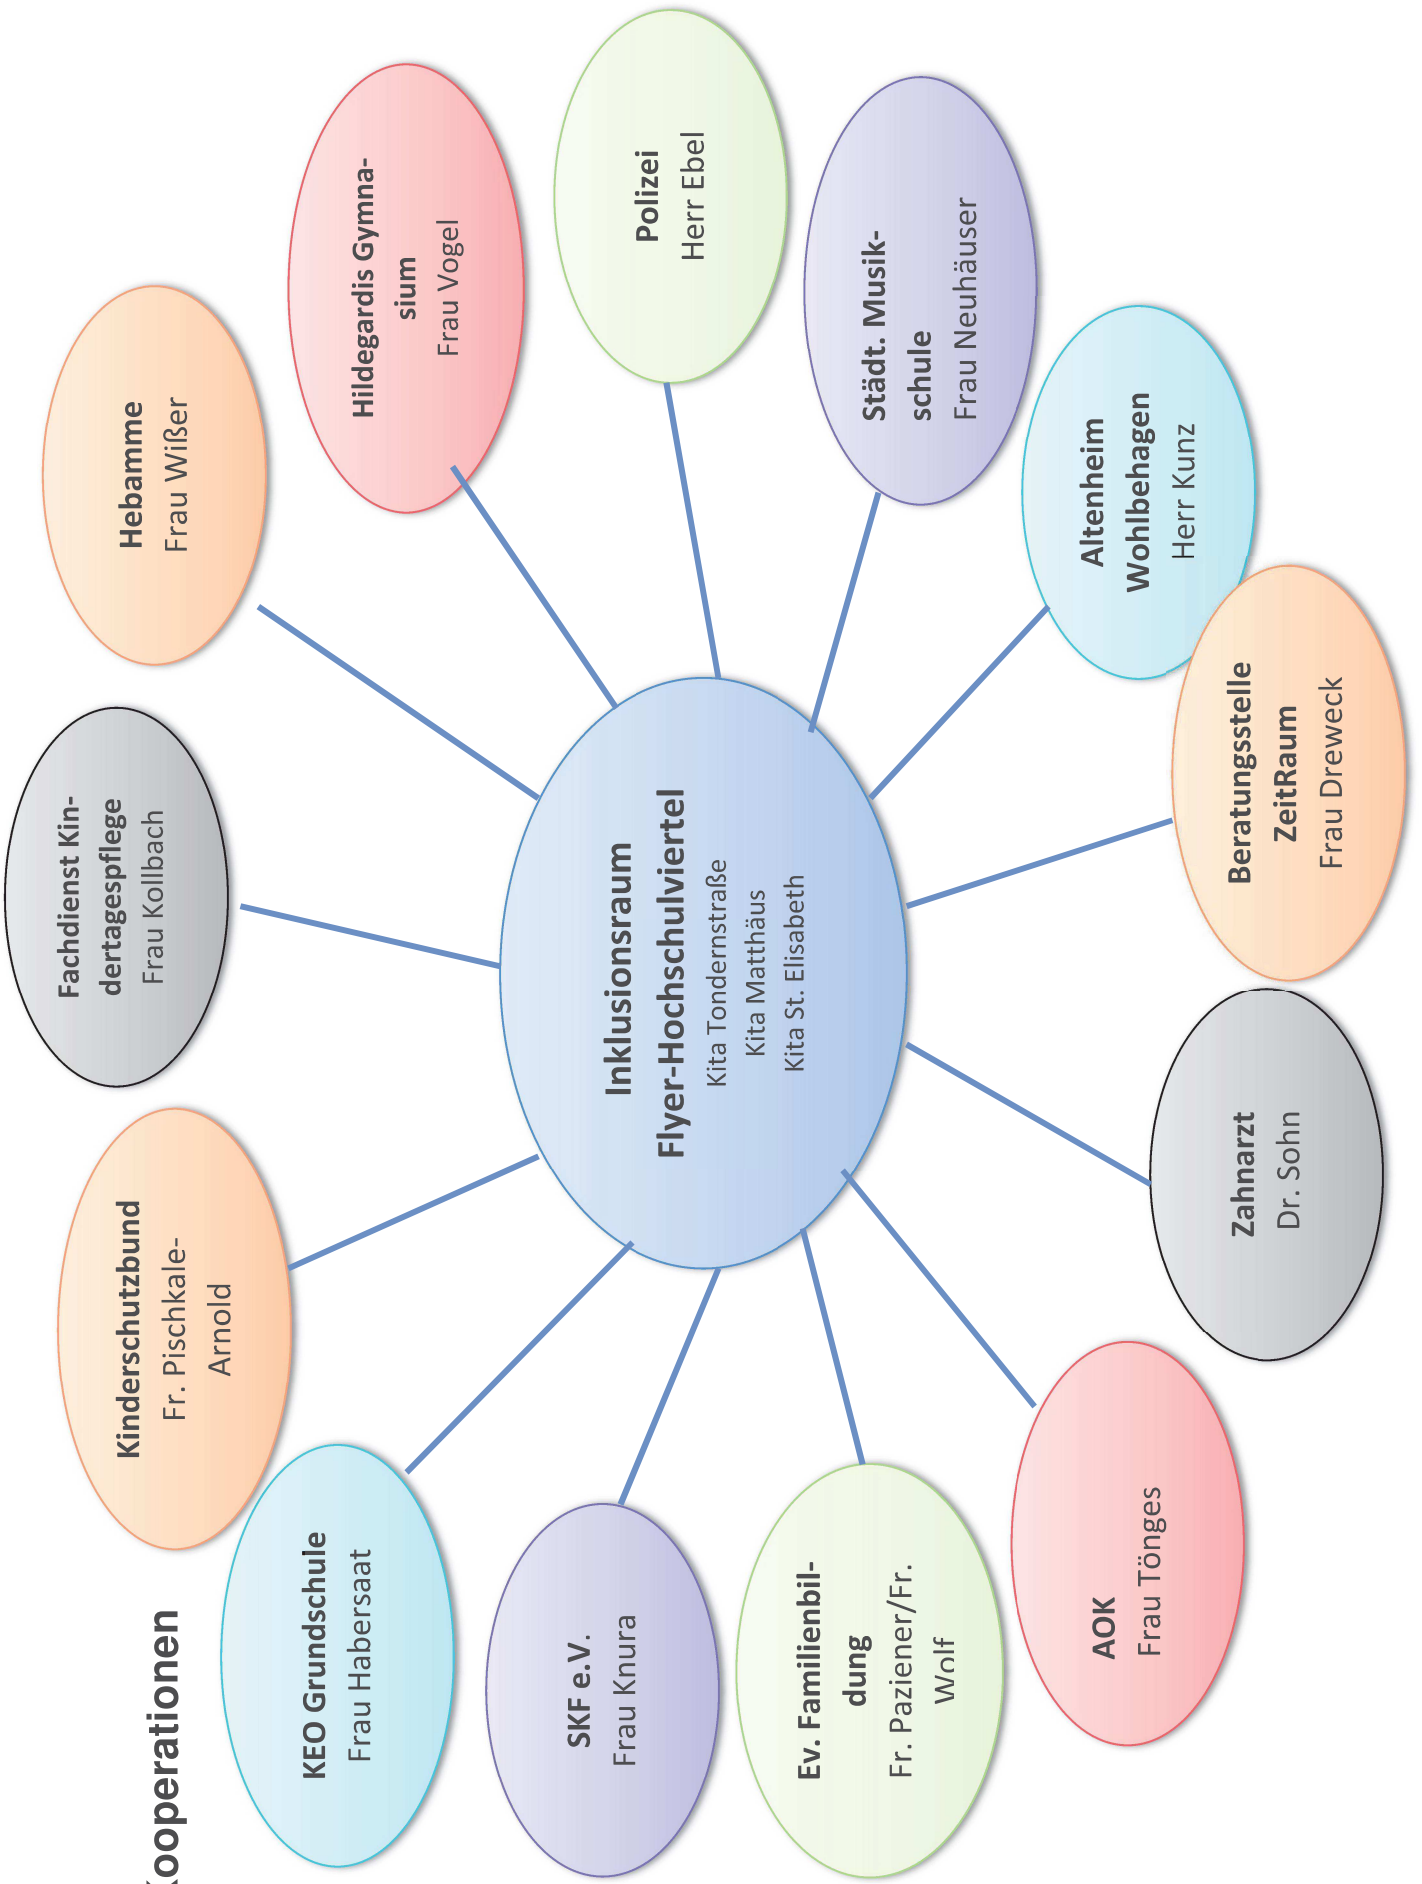 Kooperationen
Kinderschutzbund
Fr. Pischkale-
Arnold
Fachdienst Kin-
dertagespflege
Frau Kollbach
Hebamme
Frau Wißer
Hildegardis Gymna-
sium
Frau Vogel
Polizei
Herr Ebel
Städt. Musik-
schule
Frau Neuhäuser
Altenheim
Wohlbehagen
Herr Kunz
Beratungsstelle
ZeitRaum
Frau Dreweck
Zahnarzt
Dr. Sohn
AOK
Frau Tönges
Ev. Familienbil-
dung
Fr. Paziener/Fr.
Wolf
SKF e.V.
Frau Knura
KEO Grundschule
Frau Habersaat
Inklusionsraum
Flyer-Hochschulviertel
Kita Tondernstraße
Kita Matthäus
Kita St. Elisabeth